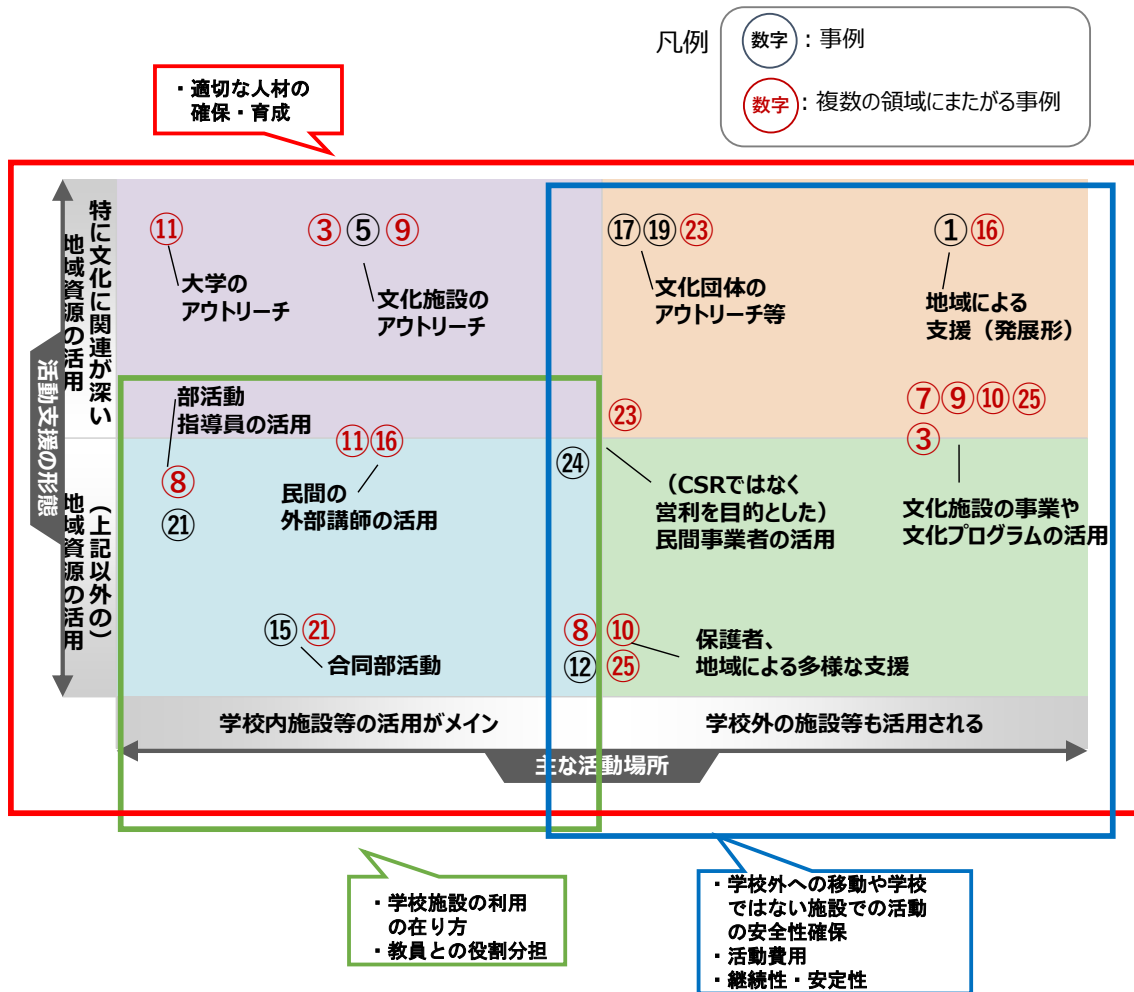 凡例
数字：事例
数字：複数の領域にまたがる事例
・適切な人材の
確保・育成
活動支援の形態
特に文化に関連が深い
地域資源の活用
（上記以外の）
地域資源の活用
⑪
大学の
アウトリーチ
③⑤⑨
文化施設の
アウトリーチ
⑰⑲㉓
文化団体の
アウトリーチ等
①⑯
地域による
支援（発展形）
部活動
指導員の活用
⑧
㉑
⑪⑯
民間の
外部講師の活用
㉓
㉔
（CSRではなく
営利を目的とした）
民間事業者の活用
⑦⑨⑩㉕
③
文化施設の事業や
文化プログラムの活用
⑮㉑
合同部活動
⑧⑩
⑫㉕
保護者、
地域による多様な支援
学校内施設等の活用がメイン
学校外の施設等も活用される
主な活動場所
・学校施設の利用
の在り方
・教員との役割分担
・学校外への移動や学校
ではない施設での活動
の安全性確保
・活動費用
・継続性・安定性